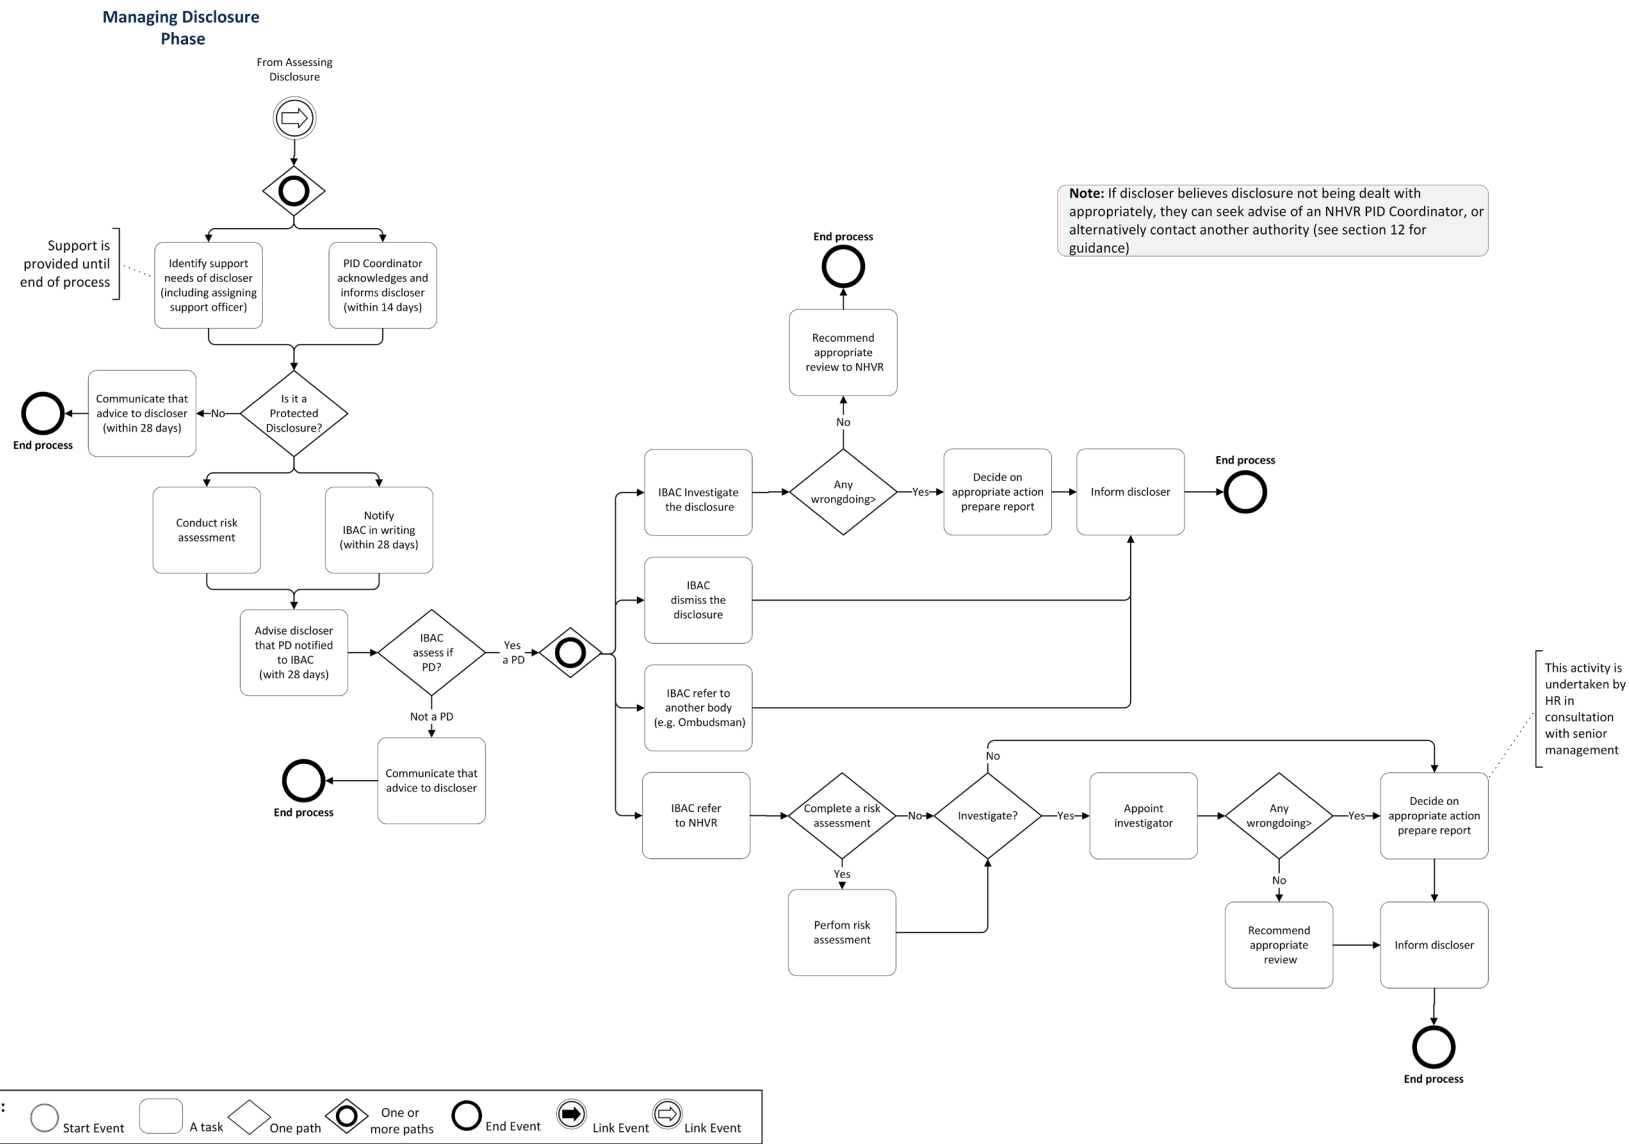 Managing Disclosure
Phase
From Assessing
Disclosure
Note: If discloser believes disclosure not being dealt with
appropriately, they can seek advise of an NHVR PID Coordinator, or
alternatively contact another authority (see section 12 for
guidance)
Support is
provided until
end of process
Identify support
needs of discloser
(including assigning
support officer)
PID Coordinator
acknowledges and
informs discloser
(within 14 days)
Is it a
Protected
Disclosure?
No
Communicate that
advice to discloser
(within 28 days)
End process
Conduct risk
assessment
Notify
IBAC in writing
(within 28 days)
Advise discloser
that PD notified
to IBAC
(with 28 days)
IBAC
assess if
PD?
Yes
a PD
Not a PD
Communicate that
advice to discloser
End process
IBAC Investigate
the disclosure
Any
wrongdoing>
No
Recommend
appropriate
review to NHVR
End process
Yes
Decide on
appropriate action
prepare report
Inform discloser
End process
IBAC
dismiss the
disclosure
IBAC refer to
another body
(e.g. Ombudsman)
IBAC refer
to NHVR
Complete a risk
assessment
No
Yes
Perfom risk
assessment
Investigate?
No
Yes
Appoint
investigator
Any
wrongdoing>
Yes
No
Recommend
appropriate
review
Decide on
appropriate action
prepare report
This activity is
undertaken by
HR in
consultation
with senior
management
Inform discloser
End process
:
Start Event
A task
One path
One or
more paths
End Event
Link Event
Link Event